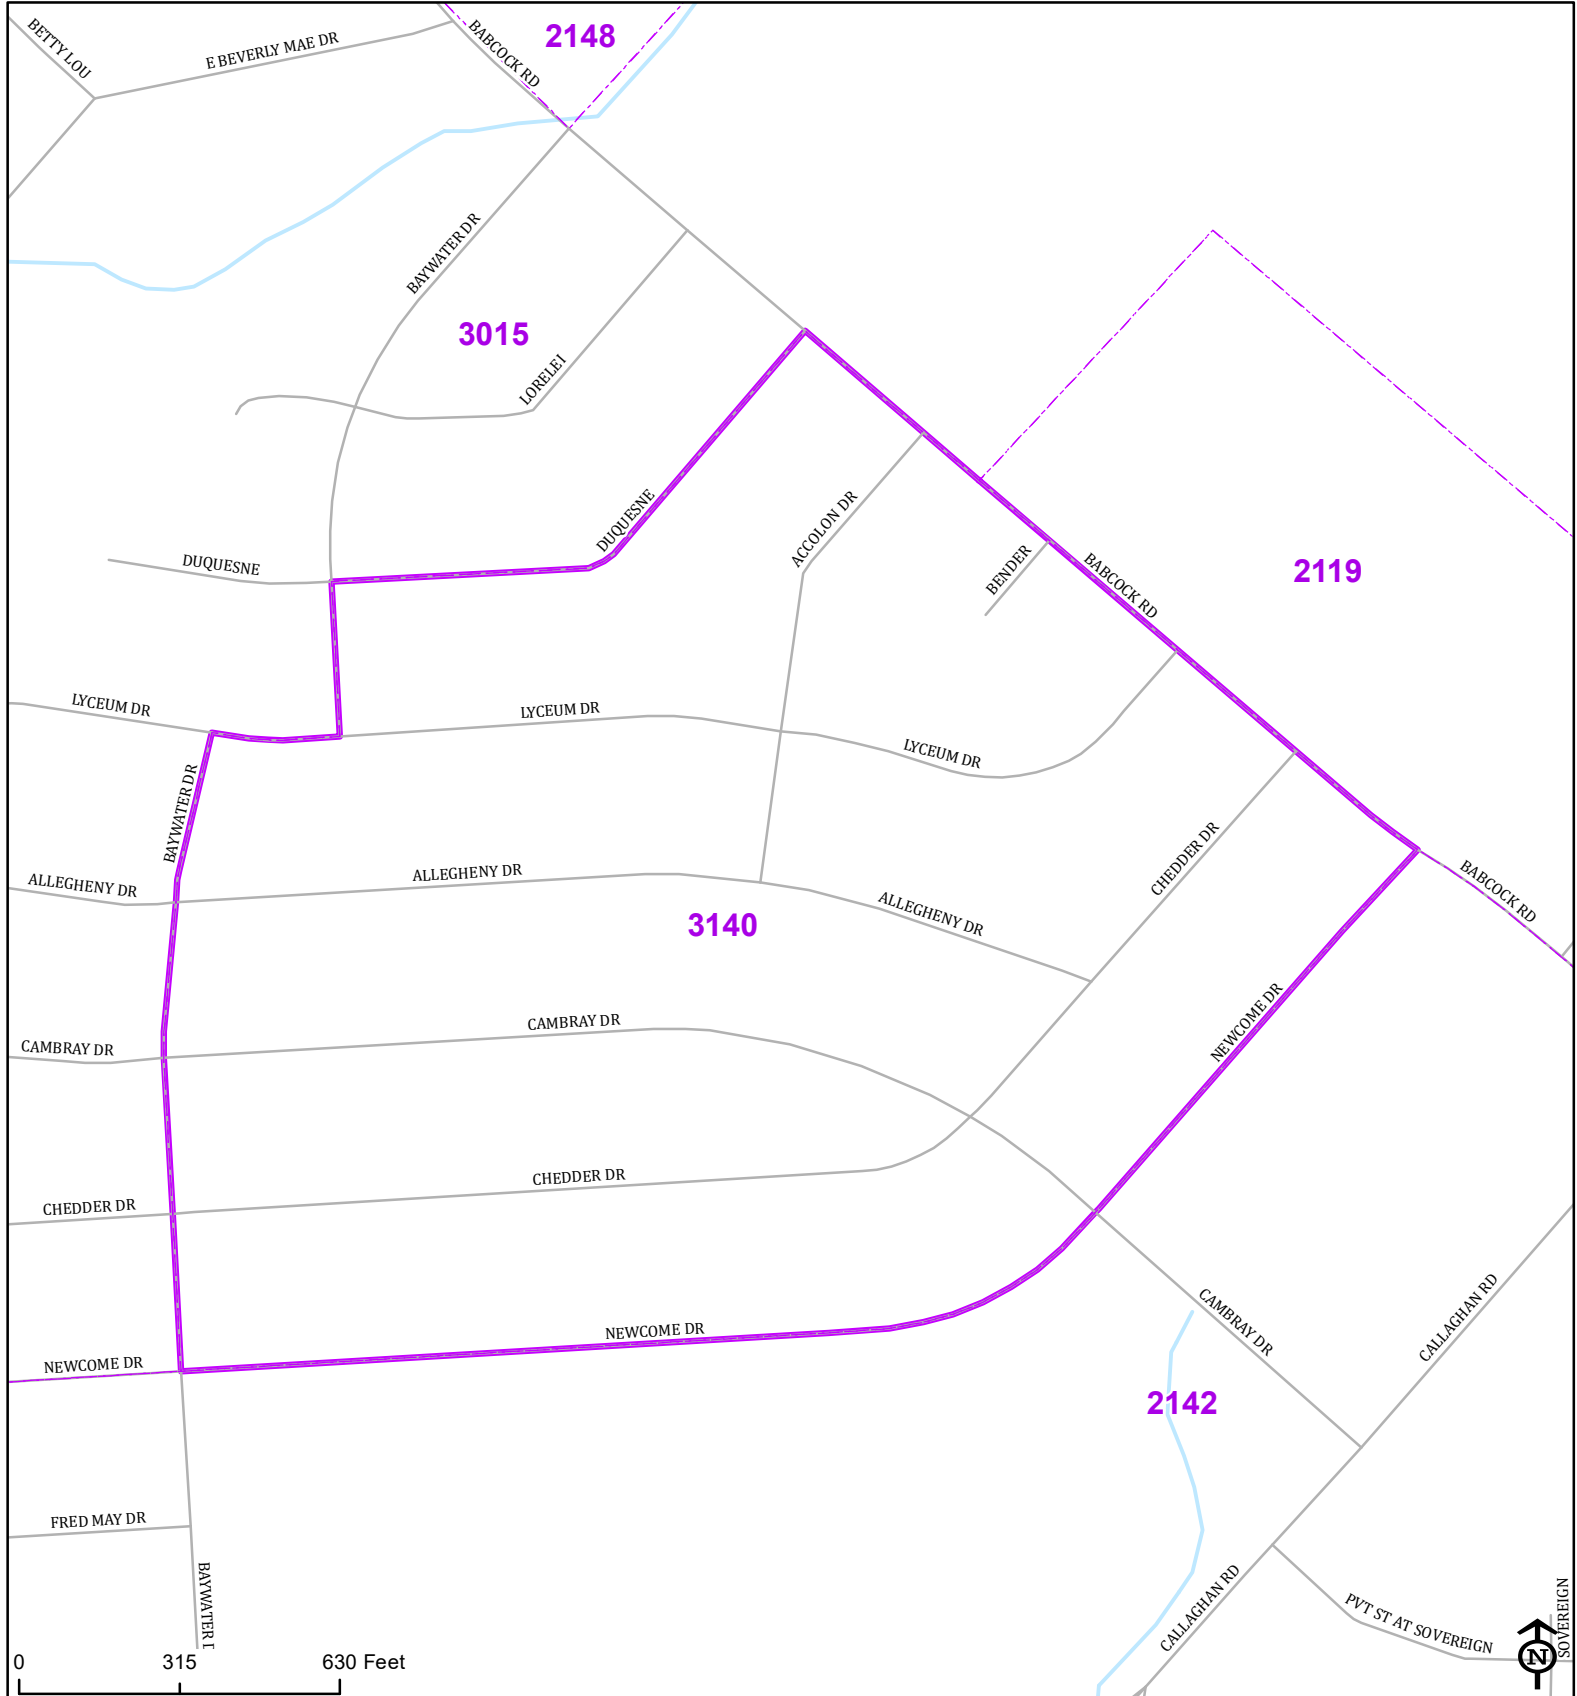 2148
BETTY LOU
E BEVERLY MAE DR
BABCOCK RD
BAYWATER DR
3015
LORELEI
DUQUESNE
ACCOLON DR
DUQUESNE
BENDER
BABCOCK RD
2119
LYCEUM DR
LYCEUM DR
LYCEUM DR
BAYWATER DR
CHEDDER DR
ALLEGHENY DR
ALLEGHENY DR
ALLEGHENY DR
BABCOCK RD
3140
NEWCOME DR
CAMBRAY DR
CAMBRAY DR
CHEDDER DR
CHEDDER DR
CAMBRAY DR
CALLAGHAN RD
NEWCOME DR
NEWCOME DR
2142
FRED MAY DR
BAYWATER D
CALLAGHAN RD
PVT ST AT SOVEREIGN
SOVEREIGN
N
0 315 630 Feet